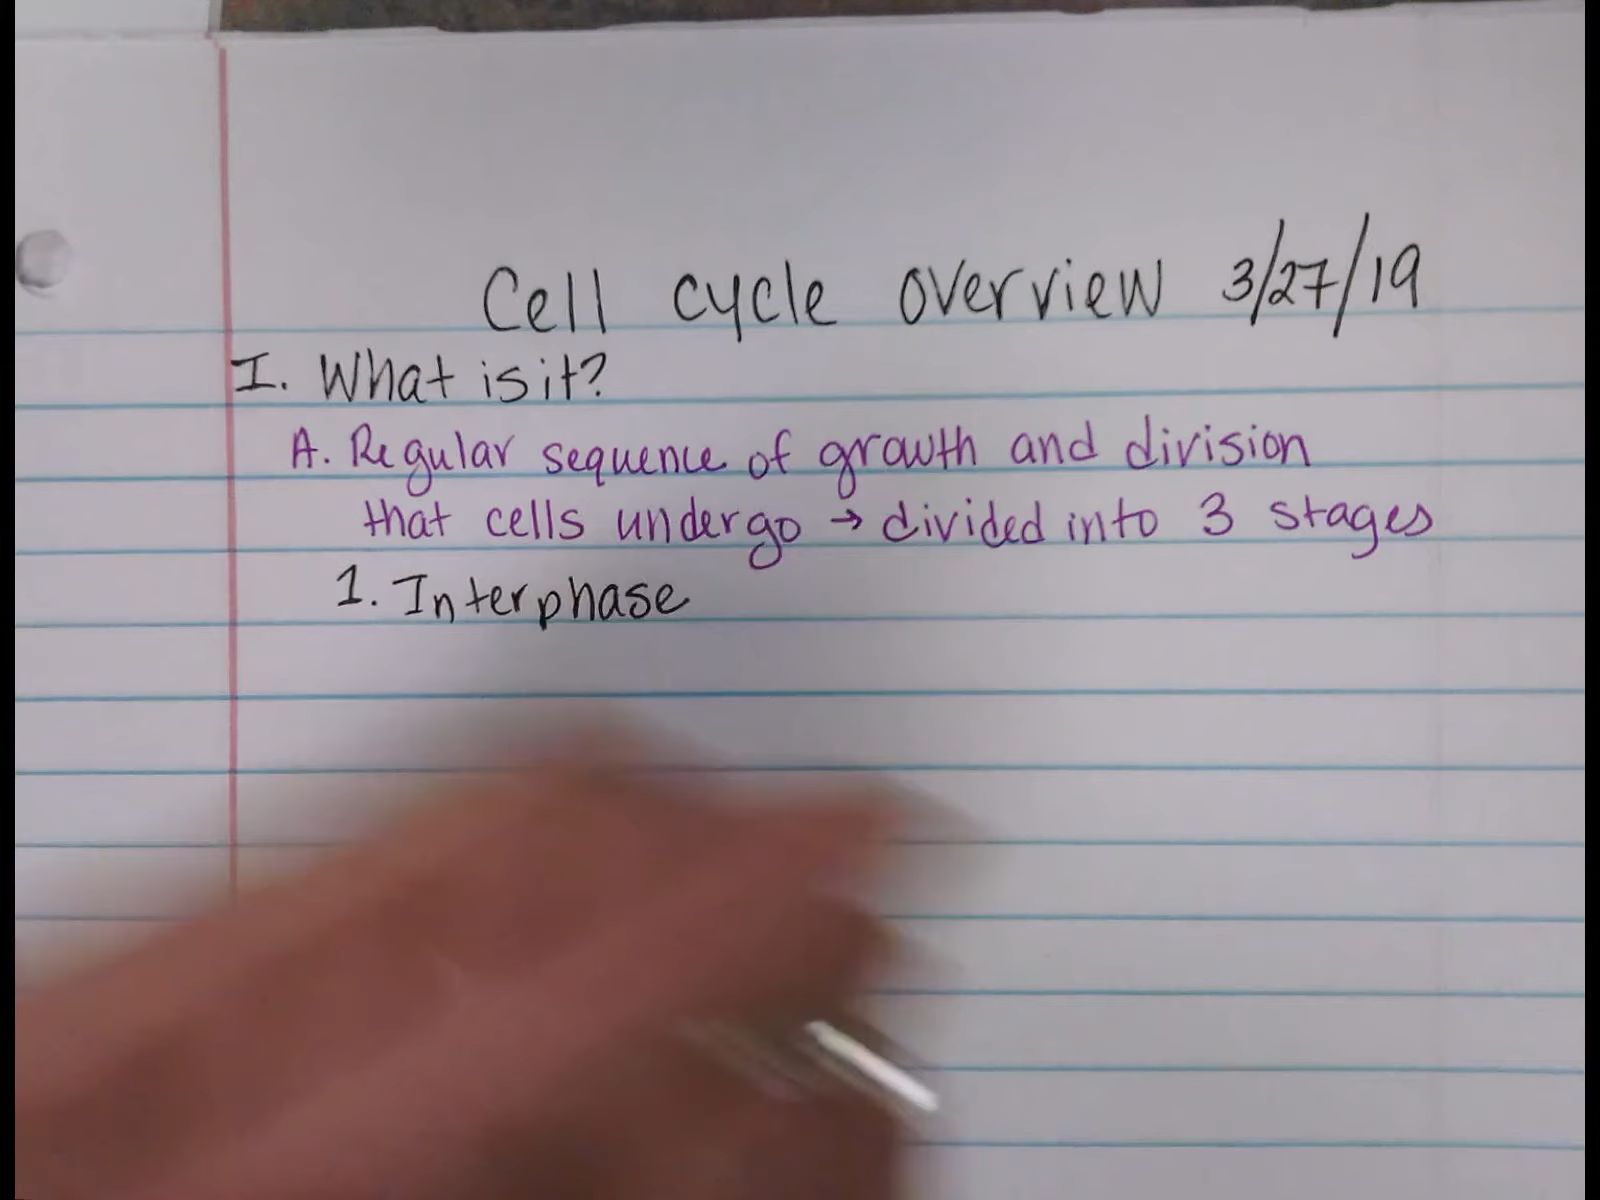 Cell cycle overview 3/27/19
I. What is it?
A. Regular sequence of growth and division
that cells undergo → divided into 3 stages
1. Interphase